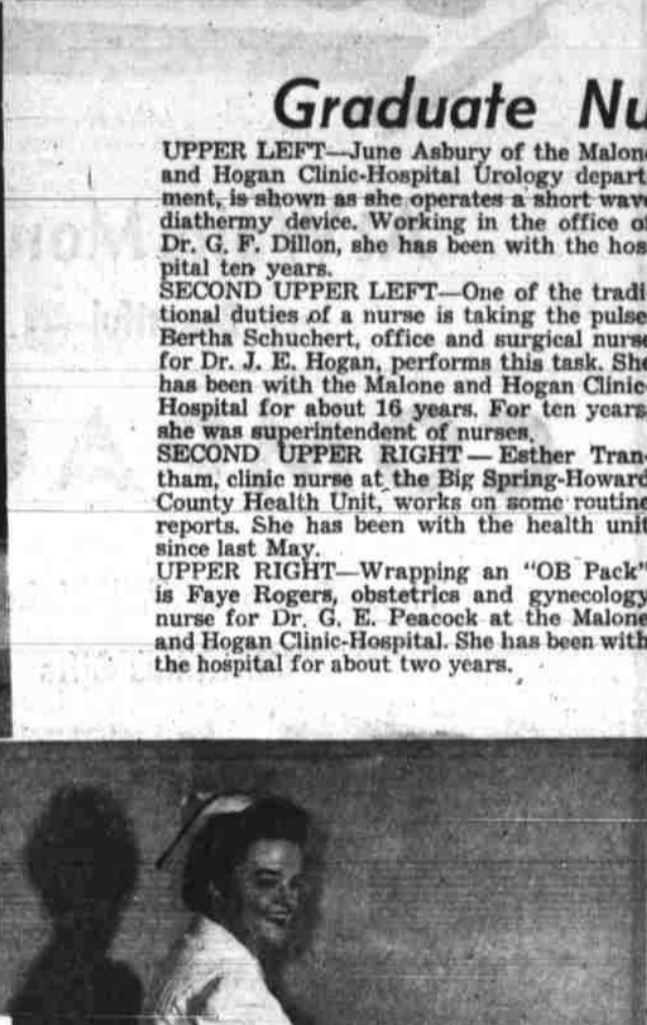 Graduate Nu
UPPER LEFT—June Asbury of the Malone
and Hogan Clinic-Hospital Urology depart
ment, is shown as she operates a short wave
diathermy device. Working in the office of
Dr. G. F. Dillon, she has been with the hos
pital ten years.
SECOND UPPER LEFT—One of the tradi
tional duties of a nurse is taking the pulse
Bertha Schuchert, office and surgical nurse
for Dr. J. E. Hogan, performs this task. She
has been with the Malone and Hogan Clinic-
Hospital for about 16 years. For ten years
she was superintendent of nurses.
SECOND UPPER RIGHT — Esther Tran-
tham, clinic nurse at the Big Spring-Howard
County Health Unit, works on some routine
reports. She has been with the health unit
since last May.
UPPER RIGHT—Wrapping an "OB Pack"
is Faye Rogers, obstetrics and gynecology
nurse for Dr. G. E. Peacock at the Malone
and Hogan Clinic-Hospital. She has been with
the hospital for about two years.